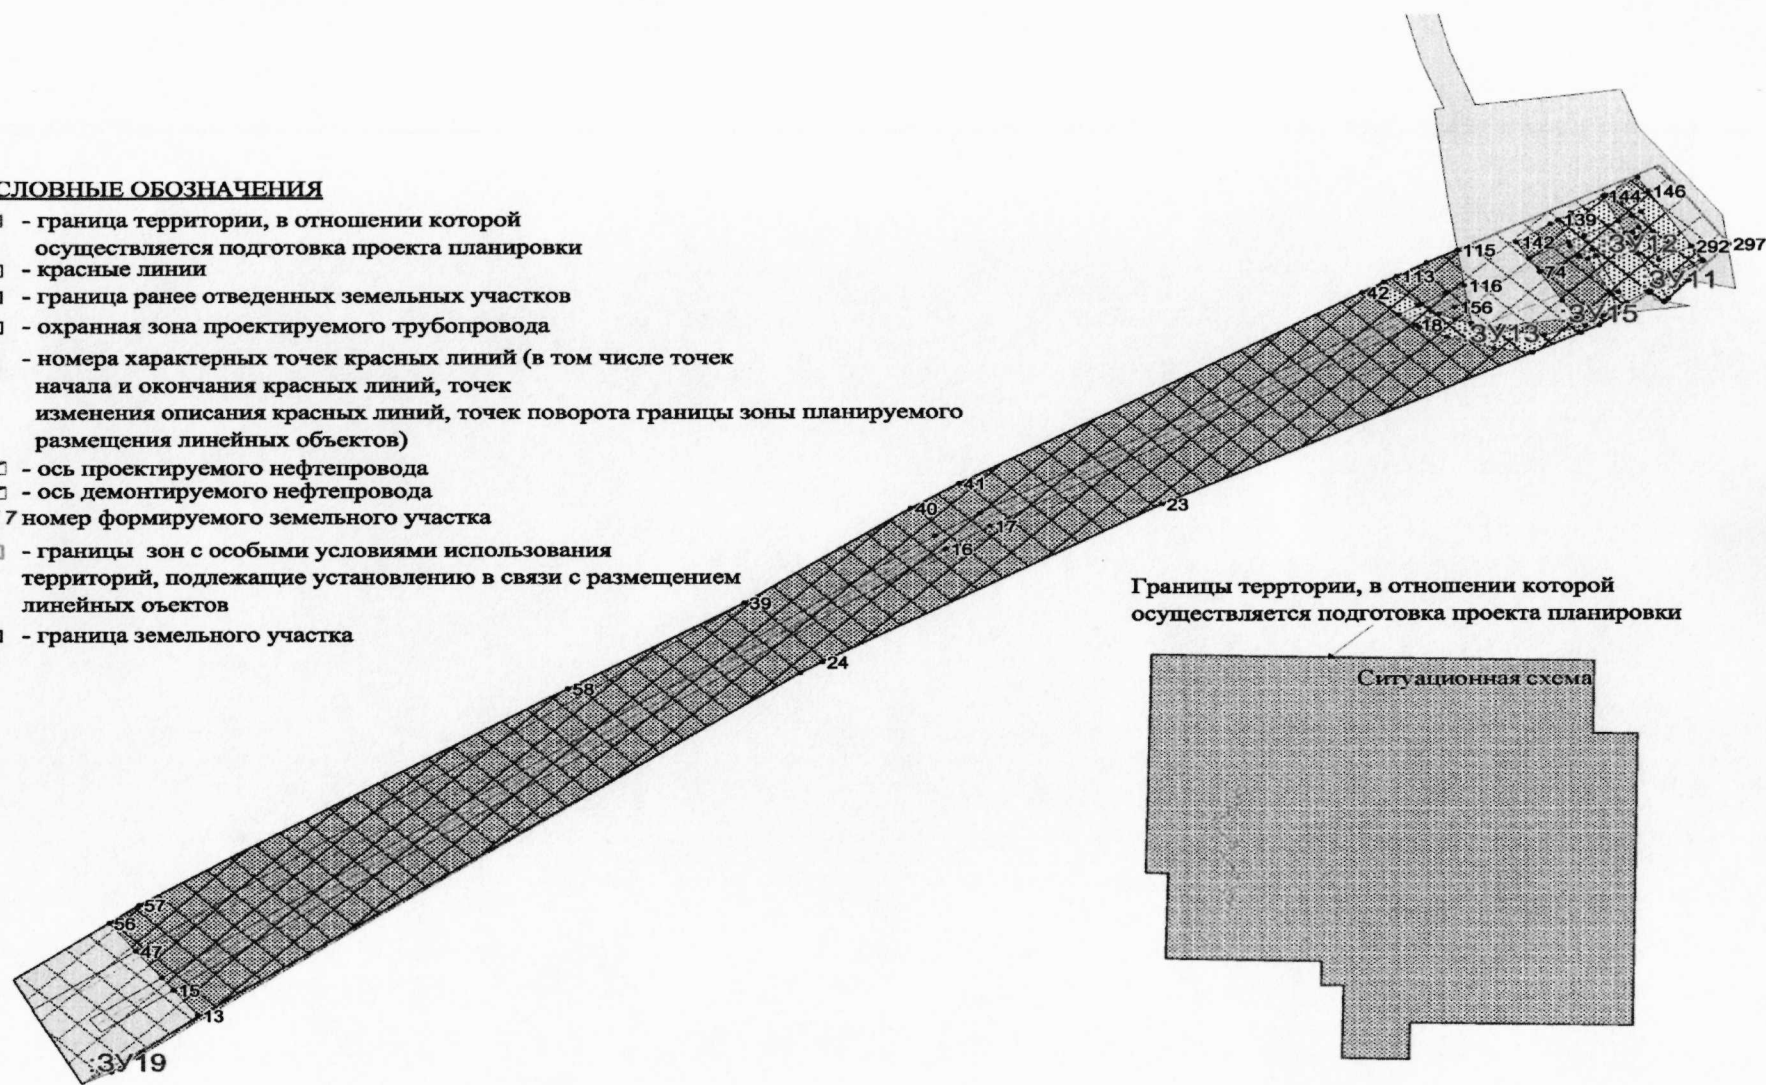 СЛОВНЫЕ ОБОЗНАЧЕНИЯ
- граница территории, в отношении которой
осуществляется подготовка проекта планировки
- красные линии
- граница ранее отведенных земельных участков
- охранная зона проектируемого трубопровода
- номера характерных точек красных линий (в том числе точек
начала и окончания красных линий, точек
изменения описания красных линий, точек поворота границы зоны планируемого
размещения линейных объектов)
- ось проектируемого нефтепровода
- ось демонтируемого нефтепровода
7 номер формируемого земельного участка
- границы зон с особыми условиями использования
территорий, подлежащие установлению в связи с размещением
линейных оъектов
- граница земельного участка
144
146
139
ЗУ12
142
292
297
115
74
ЗУ11
113
116
42
156
ЗУ15
18
ЗУ13
41
40
17
23
16
39
24
58
57
56
47
15
13
:ЗУ19
Границы терртории, в отношении которой
осуществляется подготовка проекта планировки
Ситуационная схема